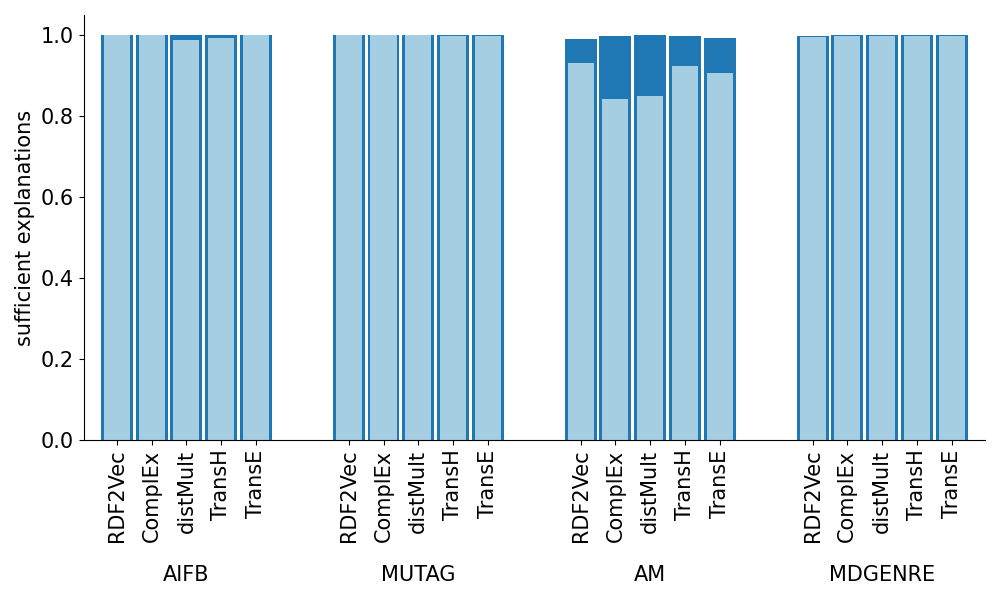 sufficient explanations
1.0
0.8
0.6
0.4
0.2
0.0
RDF2Vec
ComplEx
distMult
TransH
TransE
RDF2Vec
ComplEx
distMult
TransH
TransE
RDF2Vec
ComplEx
distMult
TransH
TransE
RDF2Vec
ComplEx
distMult
TransH
TransE
AIFB MUTAG AM MDGENRE